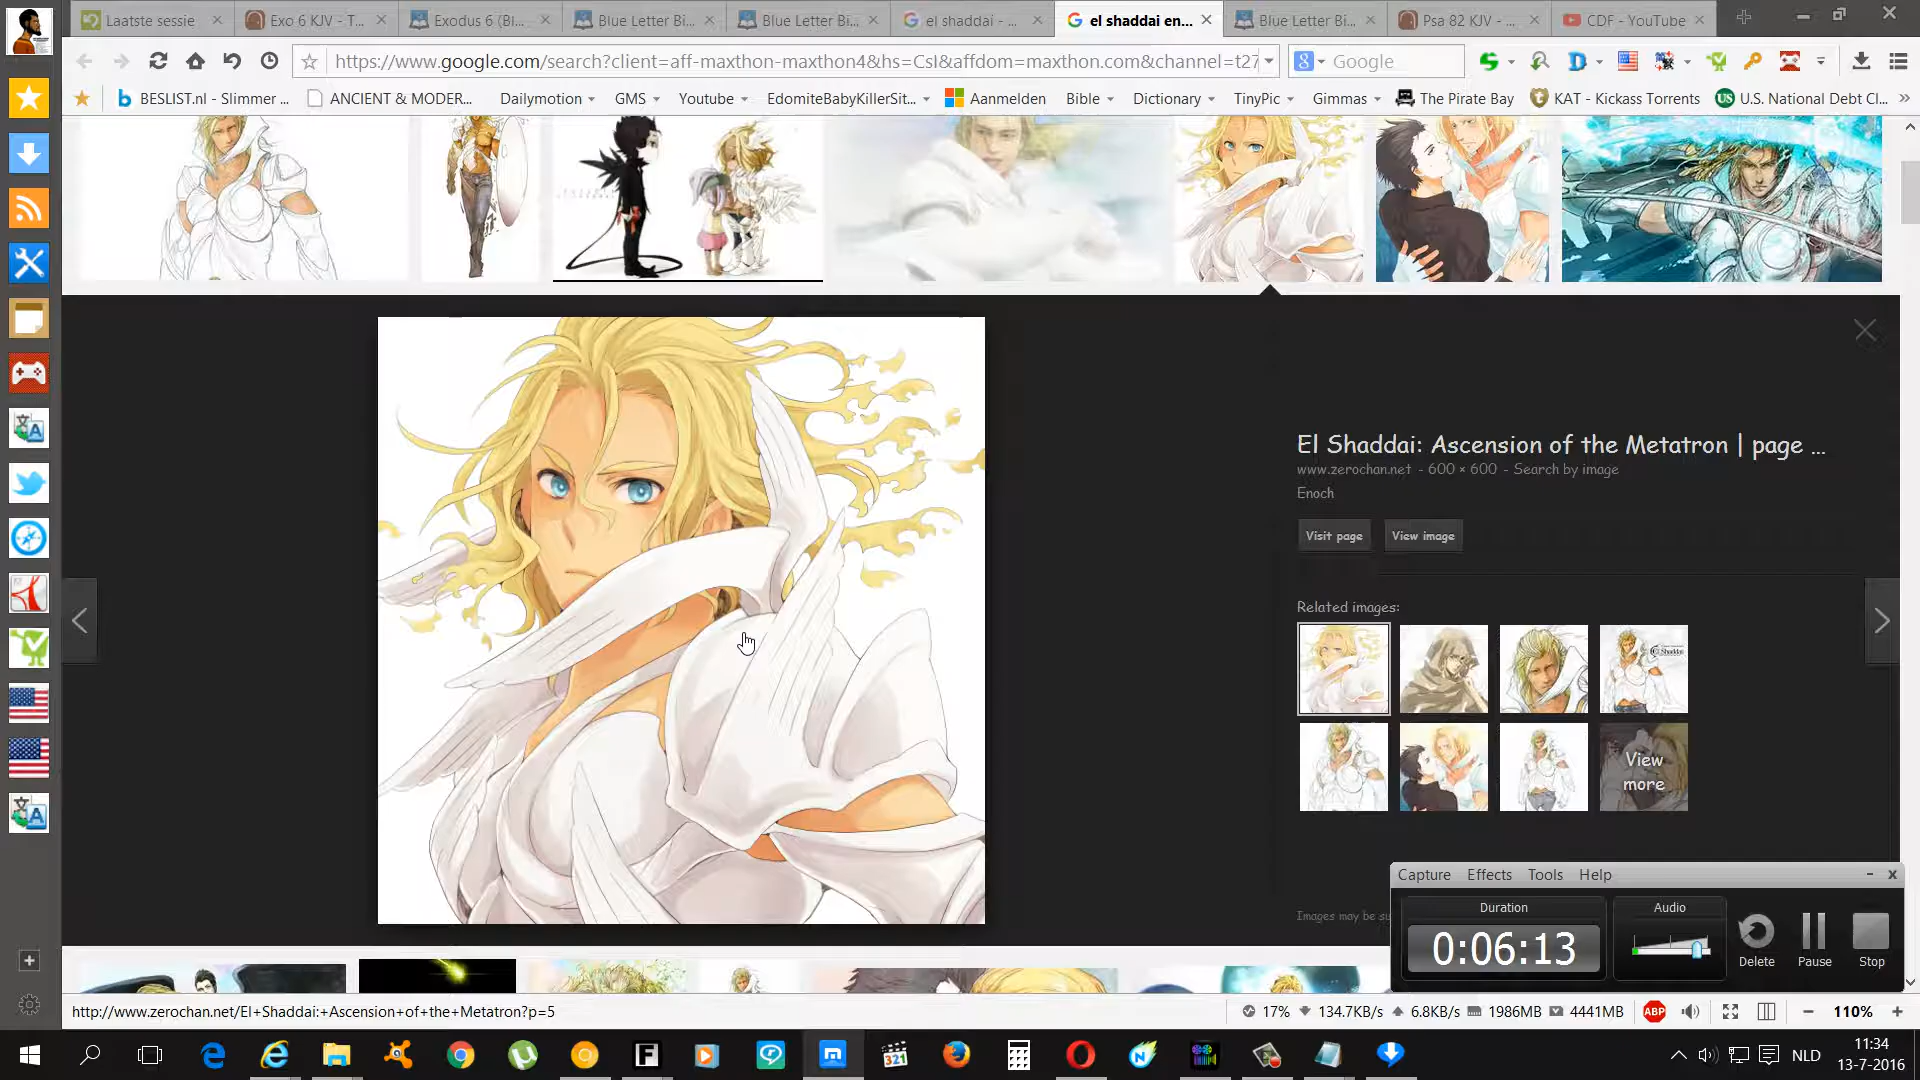 Laatste sessie
Exo 6 KJV - T...
Exodus 6 (Bi...
Blue Letter Bi...
Blue Letter Bi...
el shaddai - ...
el shaddai en...
Blue Letter Bi...
Psa 82 KJV - ...
CDF - YouTube
https://www.google.com/search?client=aff-maxthon-maxthon4&hs=CsI&affdom=maxthon.com&channel=t27
Google
BESLIST.nl - Slimmer ...
ANCIENT & MODER...
Dailymotion
GMS
Youtube
EdomiteBabyKillerSit...
Aanmelden
Bible
Dictionary
TinyPic
Gimmas
The Pirate Bay
KAT - Kickass Torrents
U.S. National Debt Cl...
El Shaddai: Ascension of the Metatron | page ...
www.zerochan.net - 600 × 600 - Search by image
Enoch
Visit page
View image
Related images:
View
more
Images may be su
Capture Effects Tools Help
Duration
0:06:13
Audio
Delete
Pause
Stop
http://www.zerochan.net/El+Shaddai:+Ascension+of+the+Metatron?p=5
17%
134.7KB/s
6.8KB/s
1986MB
4441MB
ABP
110%
321
NLD
11:34
13-7-2016